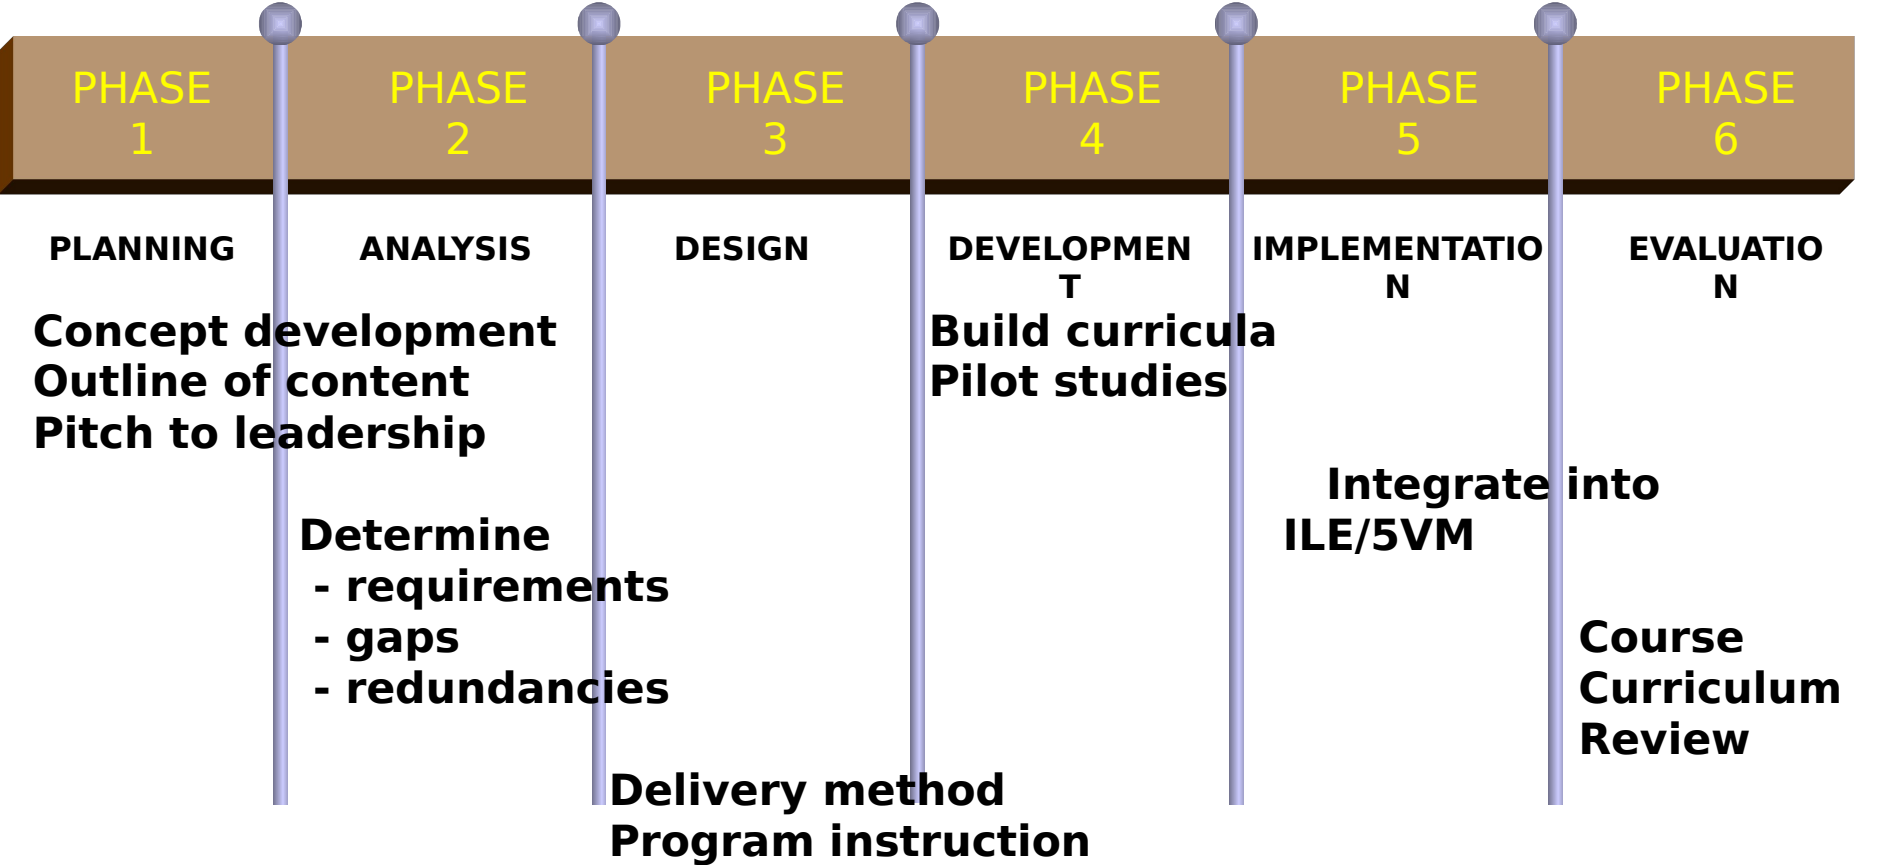 PHASE
1
PHASE
2
PHASE
3
PHASE
4
PHASE
5
PHASE
6
PLANNING
ANALYSIS
DESIGN
DEVELOPMEN
T
IMPLEMENTATIO
N
EVALUATIO
N
Concept development
Outline of content
Pitch to leadership
Determine
- requirements
- gaps
- redundancies
Delivery method
Program instruction
Build curricula
Pilot studies
Integrate into
ILE/5VM
Course
Curriculum
Review